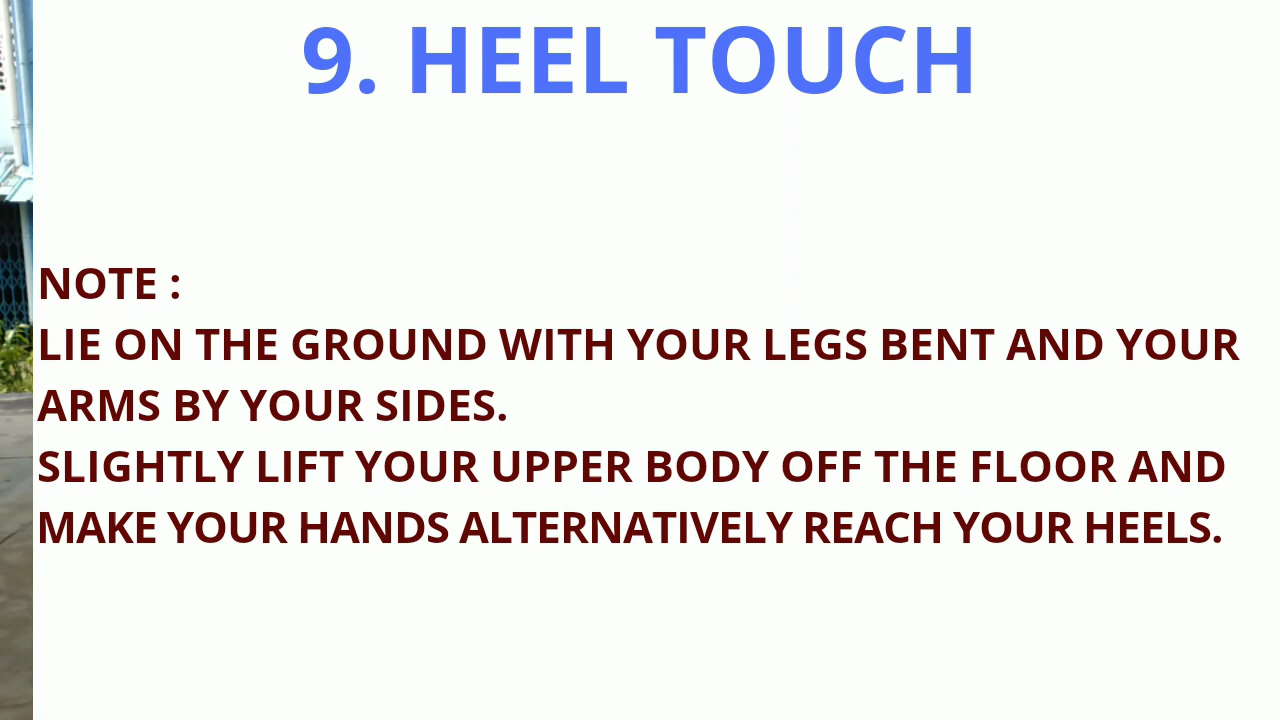 9. HEEL TOUCH
NOTE :
LIE ON THE GROUND WITH YOUR LEGS BENT AND YOUR
ARMS BY YOUR SIDES.
SLIGHTLY LIFT YOUR UPPER BODY OFF THE FLOOR AND
MAKE YOUR HANDS ALTERNATIVELY REACH YOUR HEELS.